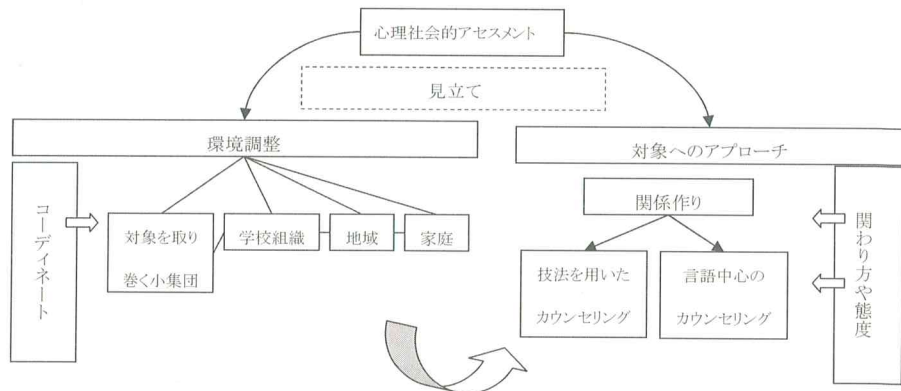 心理社会的アセスメント
見立て
環境調整
対象へのアプローチ
コーディネート
対象を取り
巻く小集団
学校組織
地域
家庭
関係作り
技法を用いた
カウンセリング
言語中心の
カウンセリング
関わり方や態度